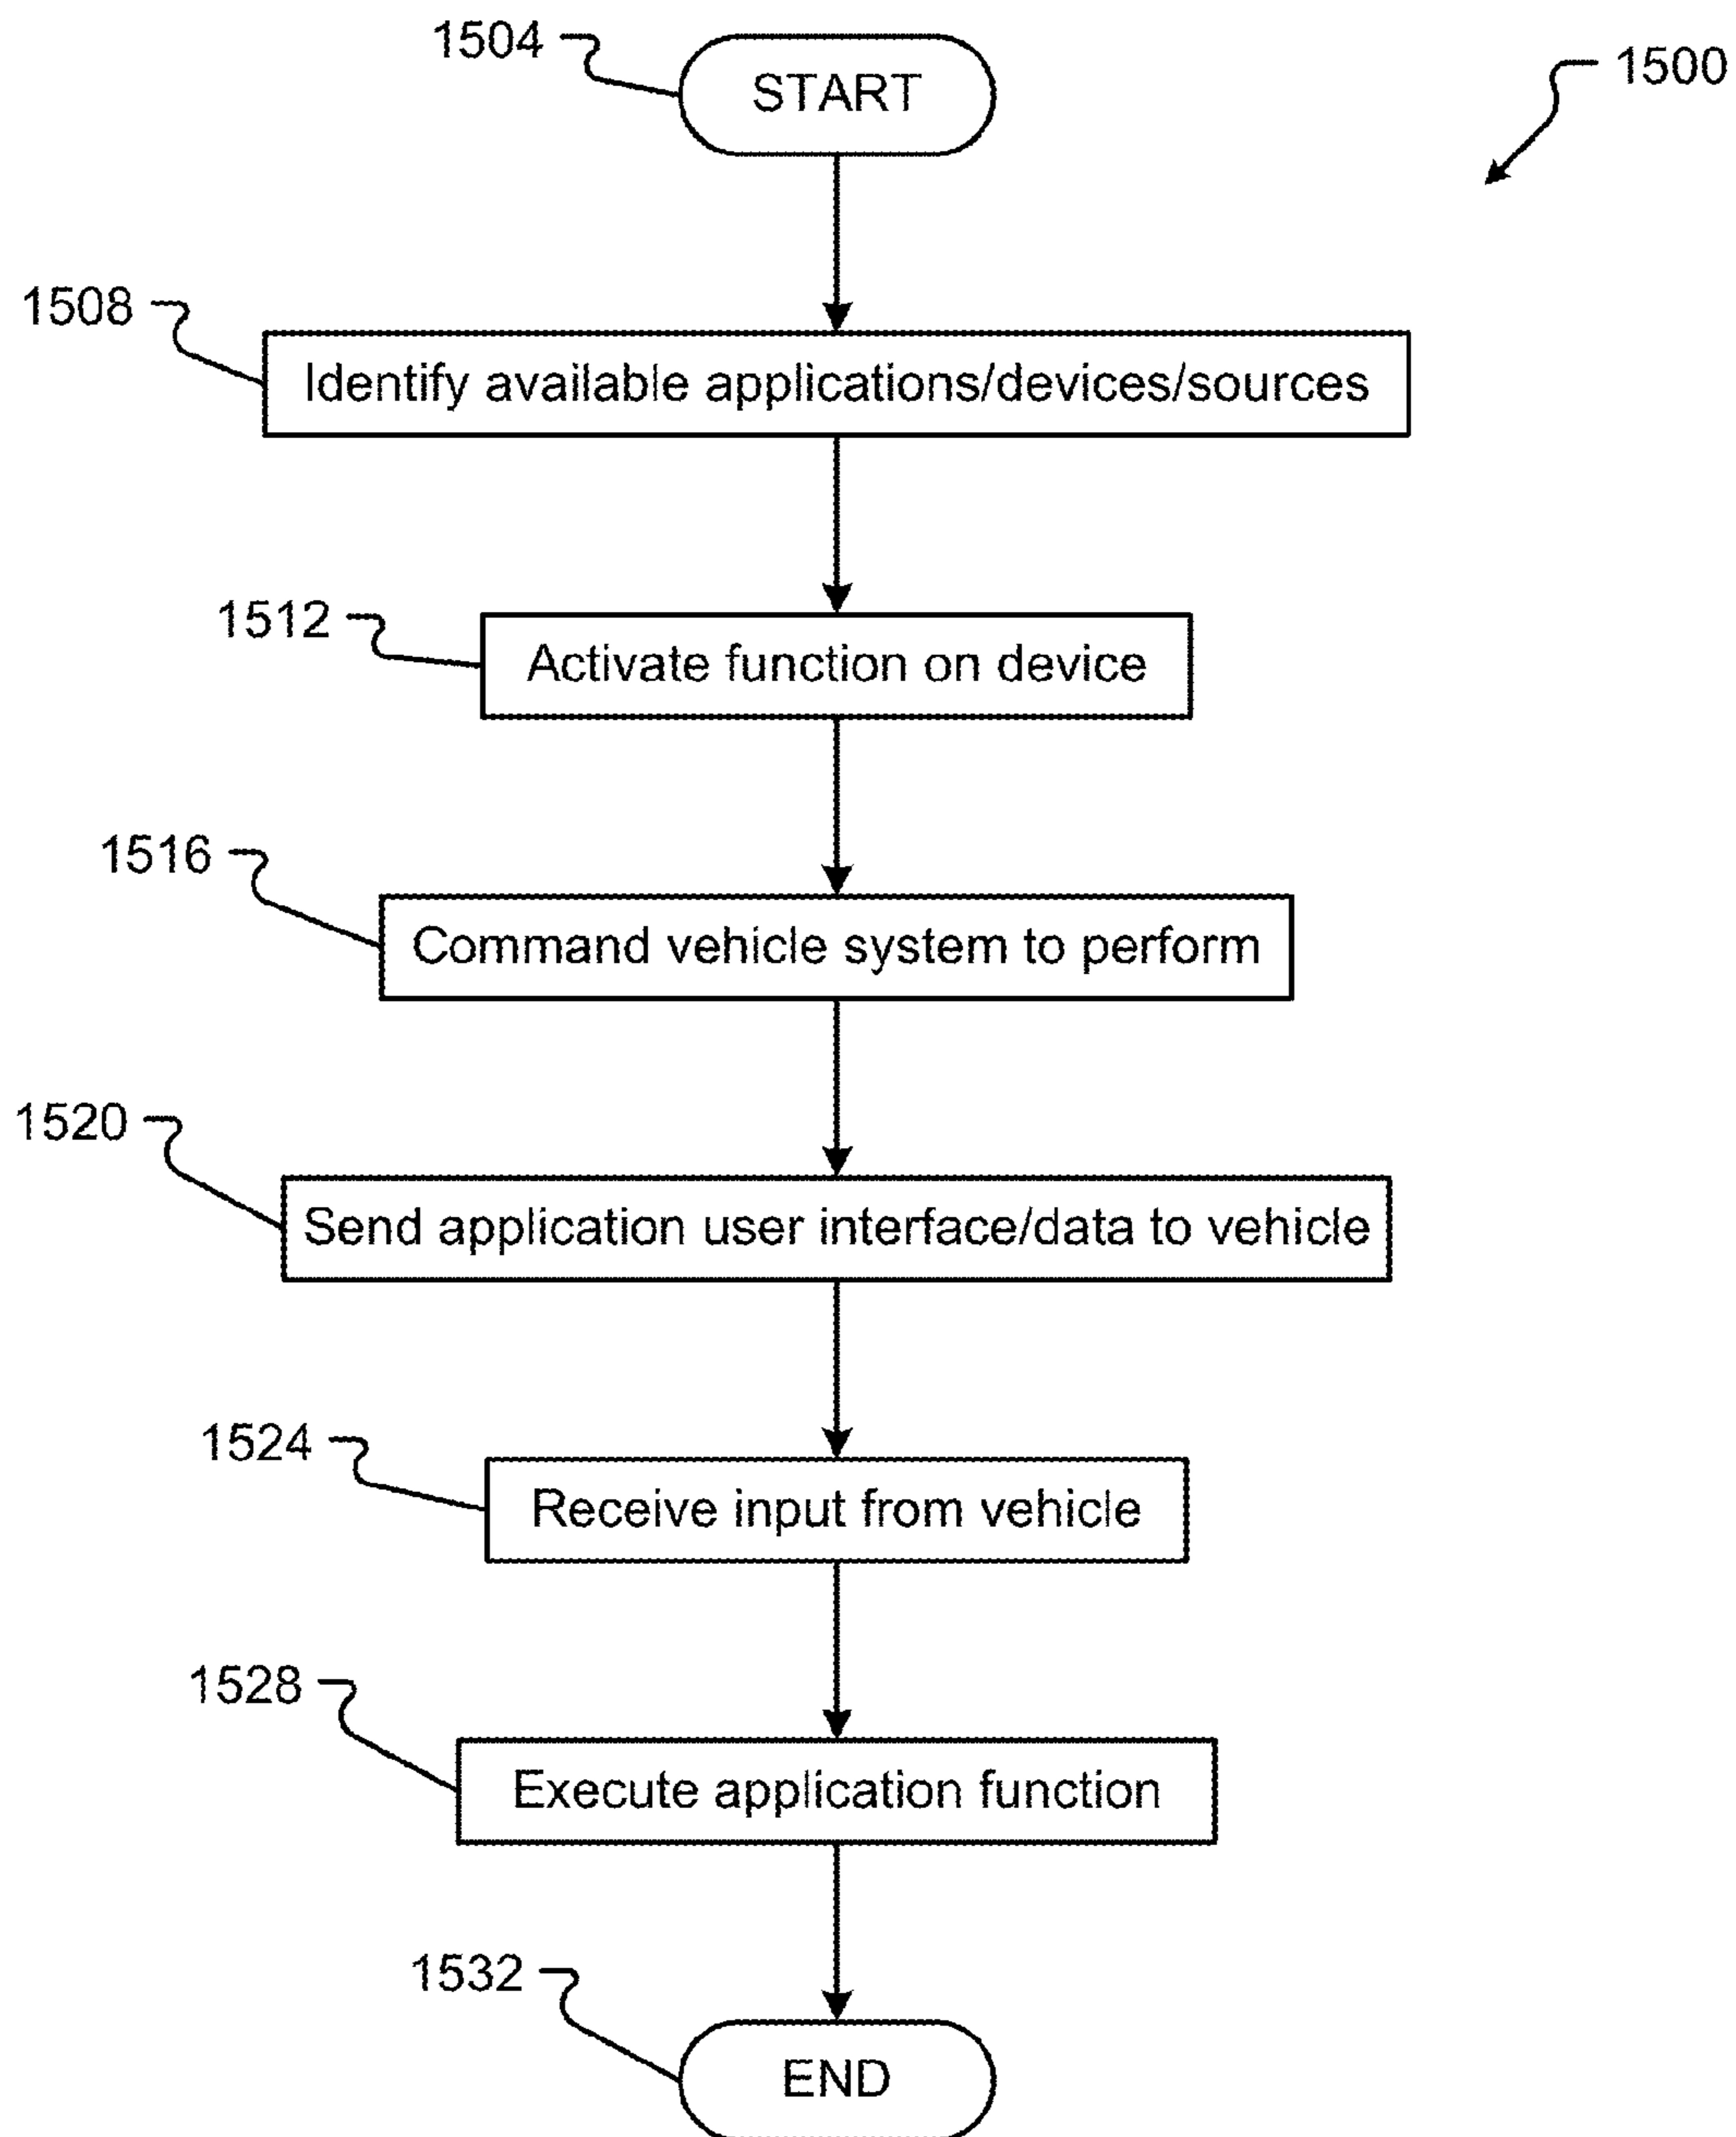 1504
START
1500
1508
Identify available applications/devices/sources
1512
Activate function on device
1516
Command vehicle system to perform
1520
Send application user interface/data to vehicle
1524
Receive input from vehicle
1528
Execute application function
1532
END